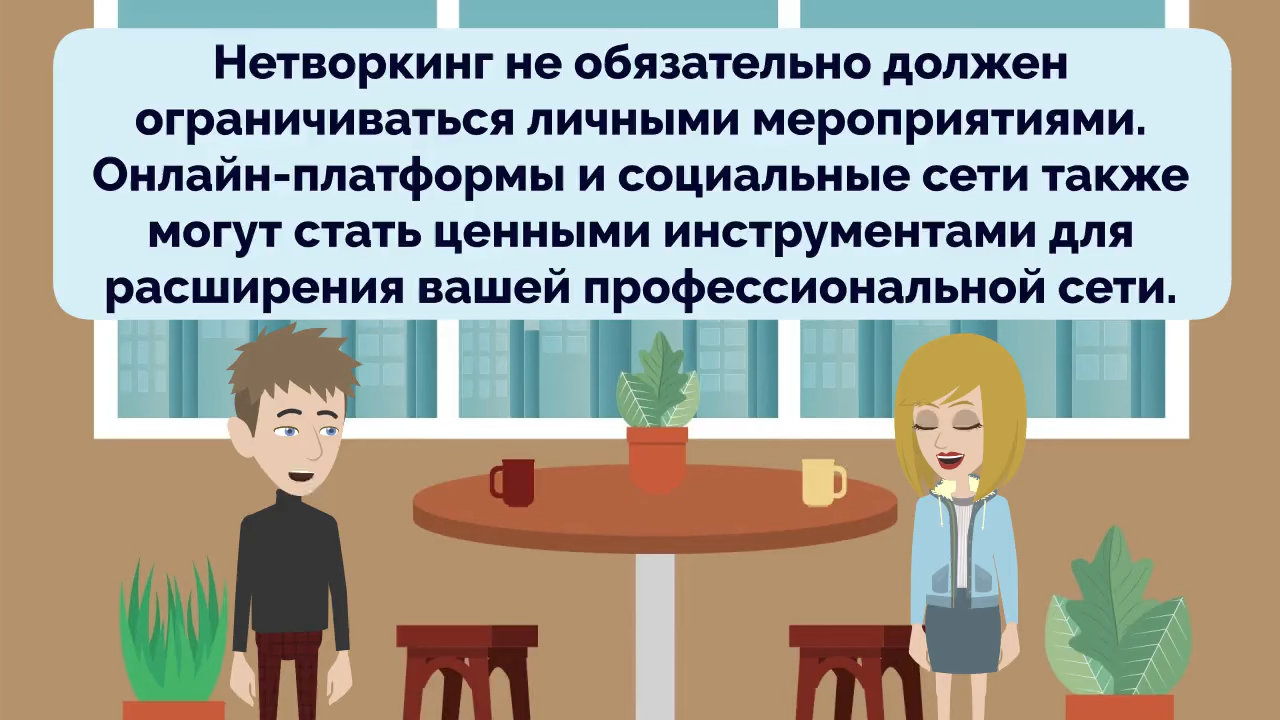 Нетворкинг не обязательно должен
ограничиваться личными мероприятиями.
Онлайн-платформы и социальные сети также
могут стать ценными инструментами для
расширения вашей профессиональной сети.